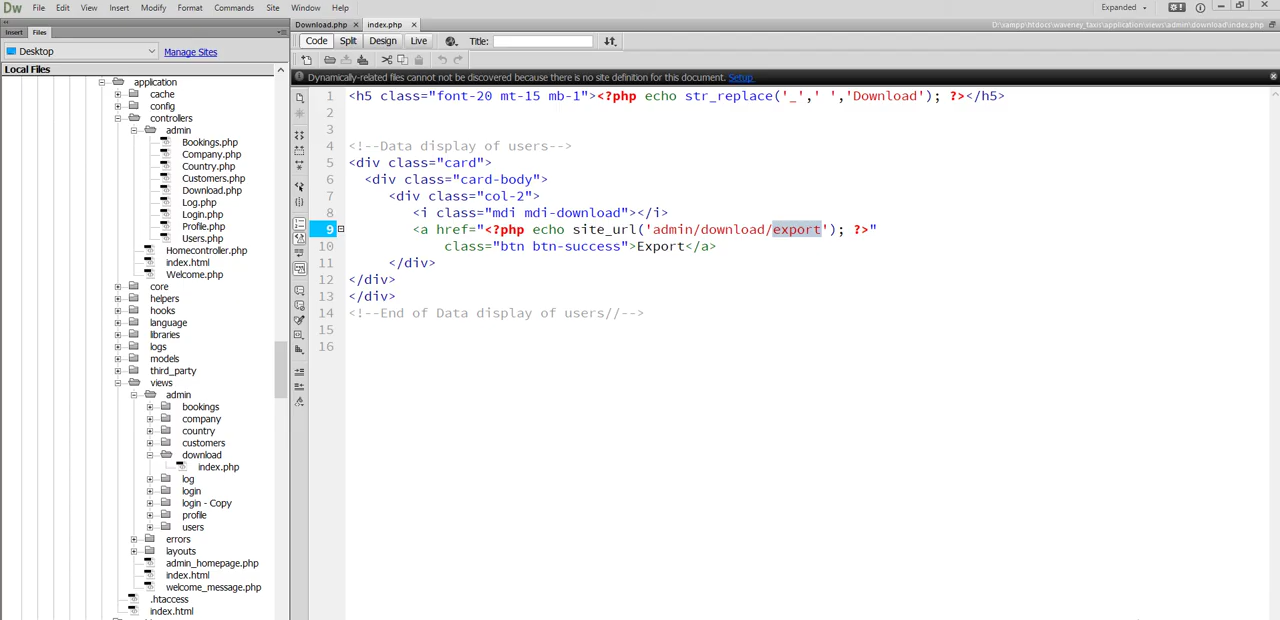 Dw File Edit View Insert Modify Format Commands Site Window Help Expanded
Insert Files
Download.php × index.php × D:\xampp\htdocs\waveney_taxis\application\views\admin\download\index.php
Code Split Design Live Title:
Desktop Manage Sites
Local Files
Dynamically-related files cannot not be discovered because there is no site definition for this document. Setup
application
cache
config
controllers
admin
Bookings.php
Company.php
Country.php
Customers.php
Download.php
Log.php
Login.php
Profile.php
Users.php
Homecontroller.php
index.html
Welcome.php
core
helpers
hooks
language
libraries
logs
models
third_party
views
admin
bookings
company
country
customers
download
index.php
log
login
login - Copy
profile
users
errors
layouts
admin_homepage.php
index.html
welcome_message.php
.htaccess
index.html
1 <h5 class="font-20 mt-15 mb-1"><?php echo str_replace('_',' ','Download'); ?></h5>
2
3
4 <!--Data display of users-->
5 <div class="card">
6 <div class="card-body">
7 <div class="col-2">
8 <i class="mdi mdi-download"></i>
9 <a href="<?php echo site_url('admin/download/export'); ?>"
10 class="btn btn-success">Export</a>
11 </div>
12 </div>
13 </div>
14 <!--End of Data display of users//-->
15
16